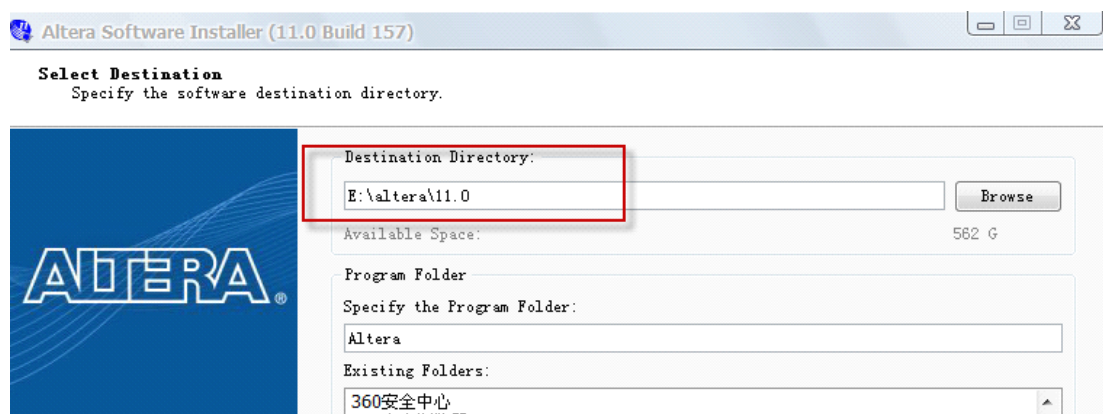 Altera Software Installer (11.0 Build 157)
Select Destination
Specify the software destination directory.
Destination Directory:
E:\altera\11.0
Browse
Available Space:
562 G
ALTERA®
Program Folder
Specify the Program Folder:
Altera
Existing Folders:
360安全中心